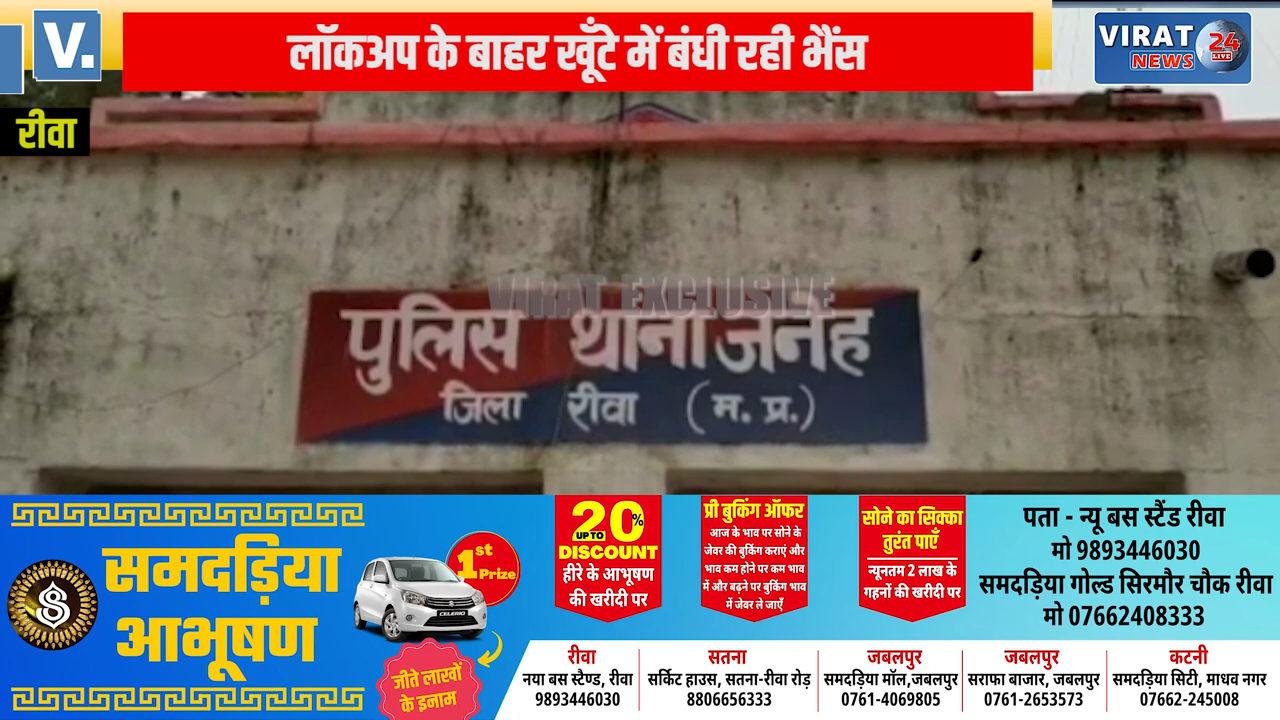 V.
लॉकअप के बाहर खूँटे में बंधी रही भैंस
VIRAT
NEWS
24
LIVE
रीवा
VIRAT EXCLUSIVE
पुलिस थाना जनेह
जिला रीवा (म. प्र.)
समदड़िया
आभूषण
S
1st
Prize
CELERIO
जीते लाखों
के इनाम
UP TO 20%
DISCOUNT
हीरे के आभूषण
की खरीदी पर
प्री बुकिंग ऑफर
आज के भाव पर सोने के
जेवर की बुकिंग कराएं और
भाव कम होने पर कम भाव
में और बढ़ने पर बुकिंग भाव
में जेवर ले जाएँ
सोने का सिक्का
तुरंत पाएँ
न्यूनतम 2 लाख के
गहनों की खरीदी पर
पता - न्यू बस स्टैंड रीवा
मो 9893446030
समदड़िया गोल्ड सिरमौर चौक रीवा
मो 07662408333
रीवा
नया बस स्टैण्ड, रीवा
9893446030
सतना
सर्किट हाउस, सतना-रीवा रोड़
8806656333
जबलपुर
समदड़िया मॉल,जबलपुर
0761-4069805
जबलपुर
सराफा बाजार, जबलपुर
0761-2653573
कटनी
समदड़िया सिटी, माधव नगर
07662-245008